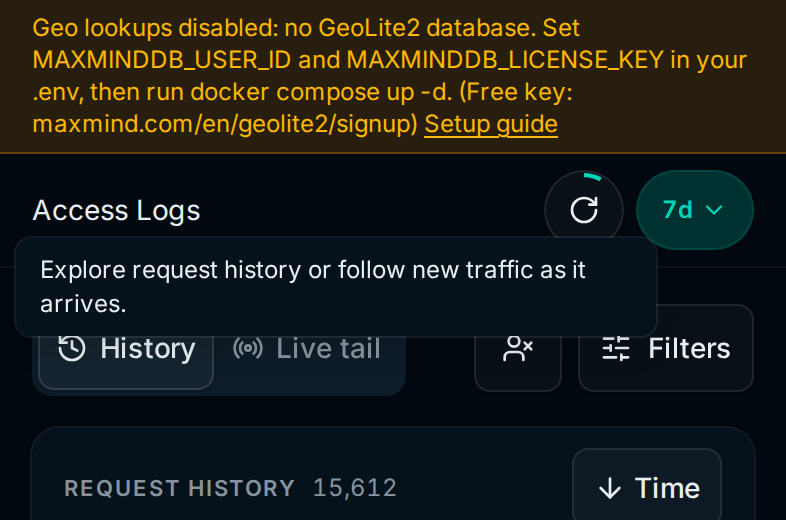 Geo lookups disabled: no GeoLite2 database. Set
MAXMINDDB_USER_ID and MAXMINDDB_LICENSE_KEY in your
.env, then run docker compose up -d. (Free key:
maxmind.com/en/geolite2/signup) Setup guide
Access Logs
7d
Explore request history or follow new traffic as it
arrives.
History
Live tail
Filters
REQUEST HISTORY 15,612
Time